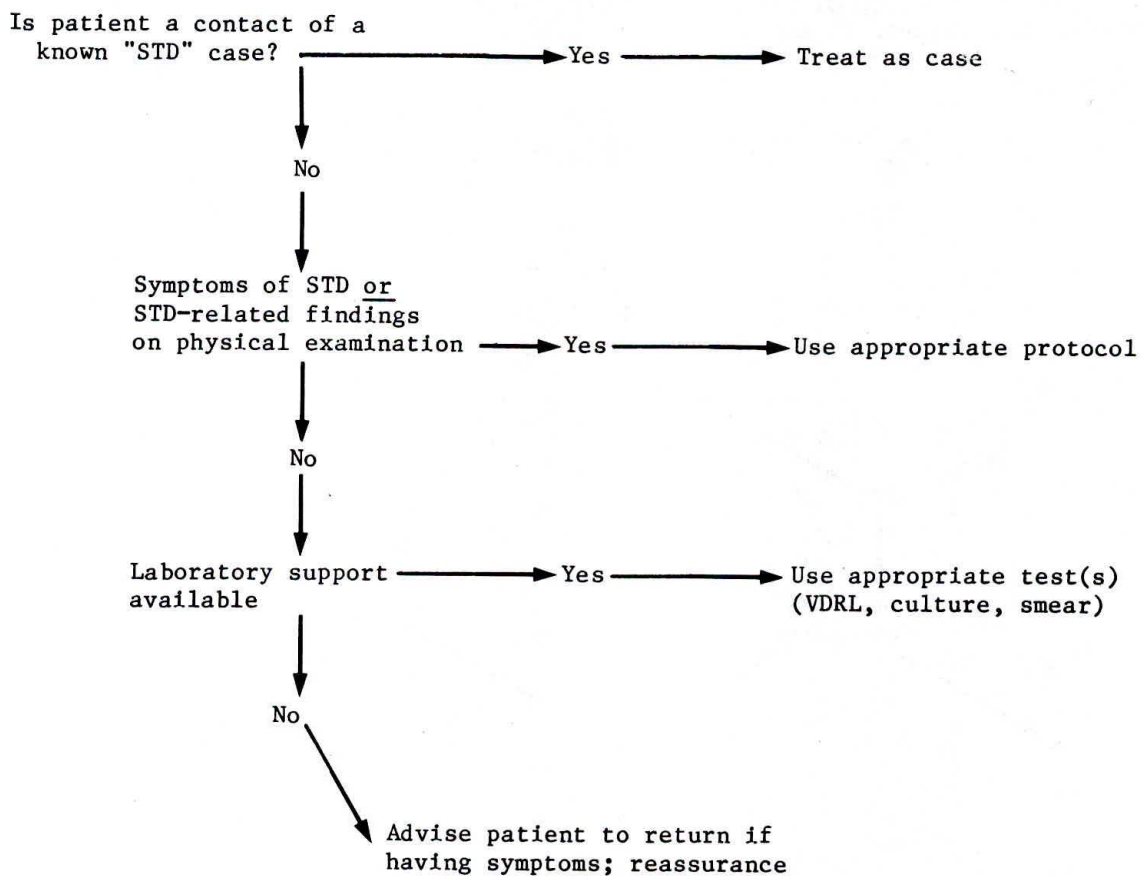 Is patient a contact of a
known "STD" case?
Yes
Treat as case
No
Symptoms of STD or
STD-related findings
on physical examination
Yes
Use appropriate protocol
No
Laboratory support
available
Yes
Use appropriate test(s)
(VDRL, culture, smear)
No
Advise patient to return if
having symptoms; reassurance